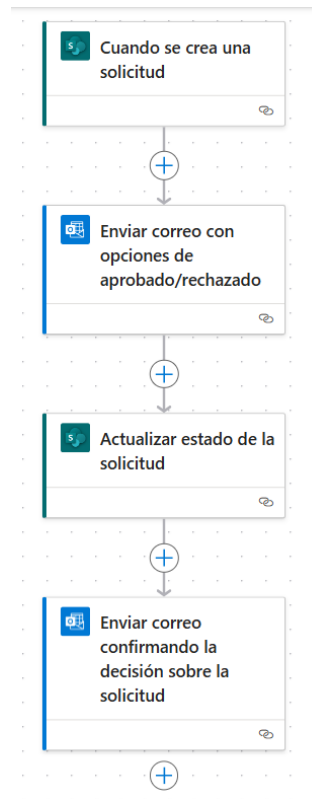 Cuando se crea una
solicitud
Enviar correo con
opciones de
aprobado/rechazado
Actualizar estado de la
solicitud
Enviar correo
confirmando la
decisión sobre la
solicitud